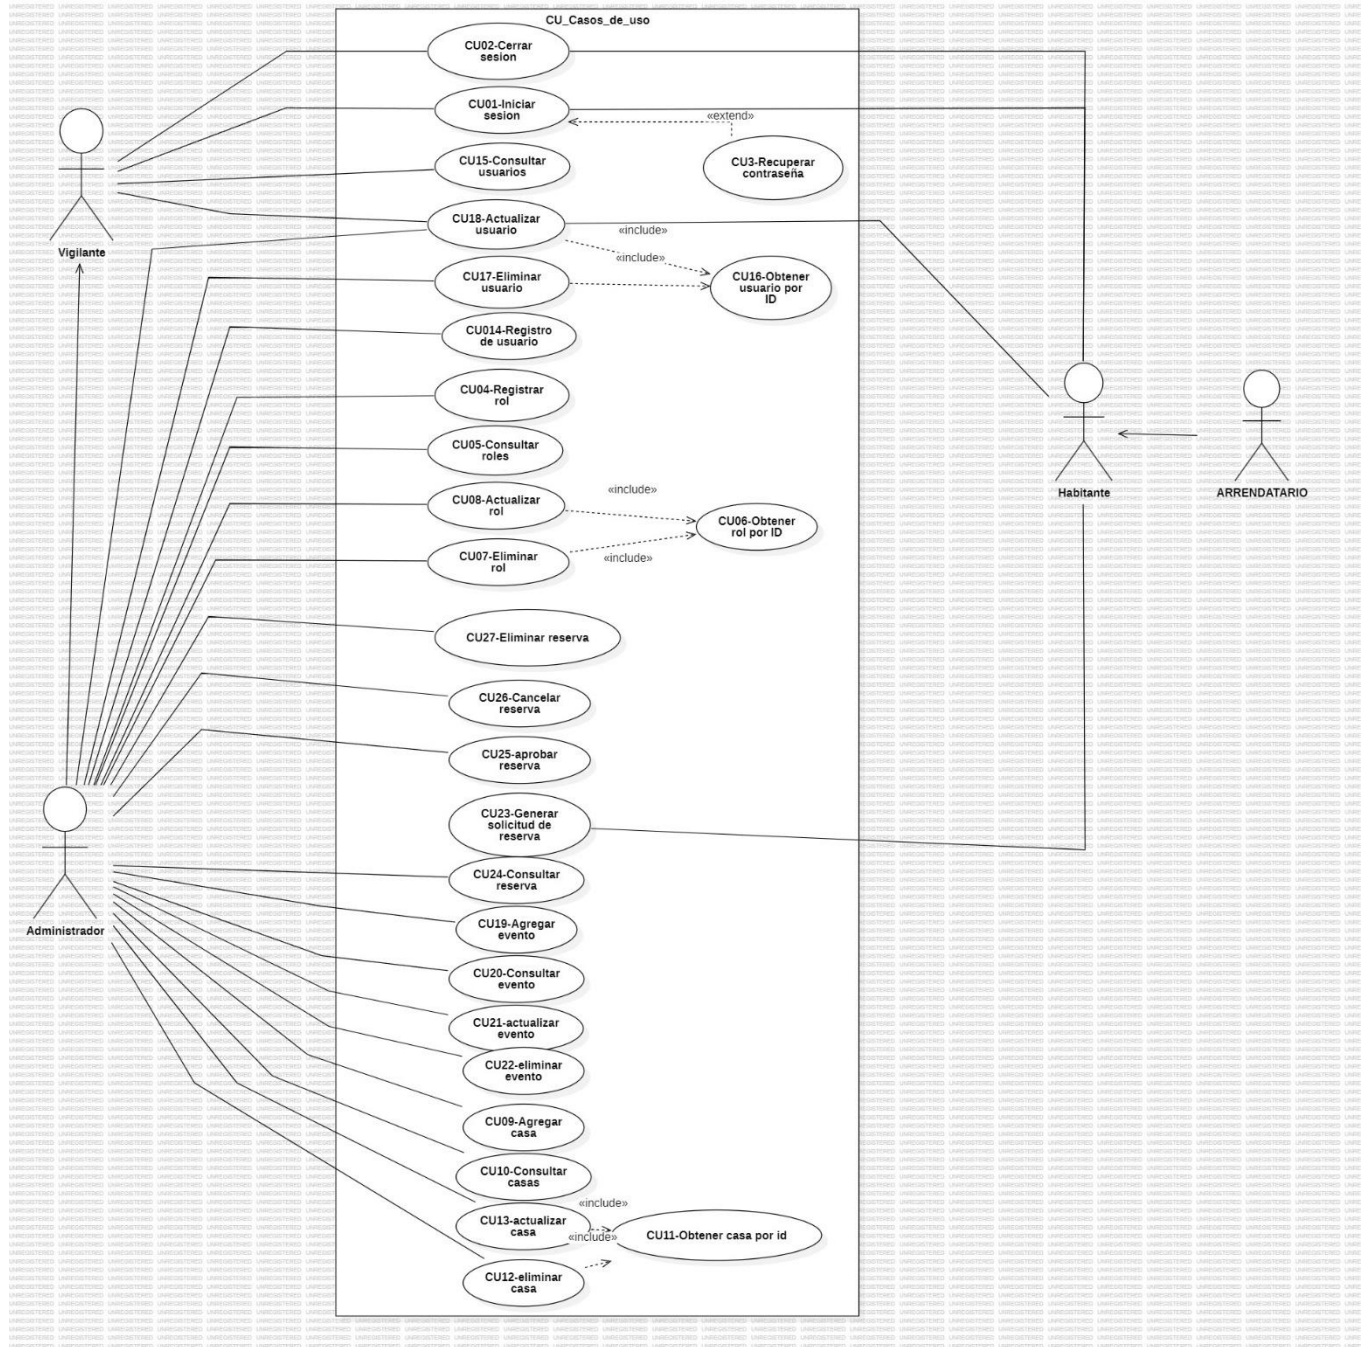 CU_Casos_de_uso
CU02-Cerrar
sesion
CU01-Iniciar
sesion
«extend»
CU3-Recuperar
contraseña
CU15-Consultar
usuarios
Vigilante
CU18-Actualizar
usuario
«include»
«include»
CU17-Eliminar
usuario
CU16-Obtener
usuario por
ID
CU014-Registro
de usuario
CU04-Registrar
rol
CU05-Consultar
roles
Habitante
ARRENDATARIO
CU08-Actualizar
rol
«include»
CU06-Obtener
rol por ID
CU07-Eliminar
rol
«include»
CU27-Eliminar reserva
CU26-Cancelar
reserva
CU25-aprobar
reserva
CU23-Generar
solicitud de
reserva
CU24-Consultar
reserva
Administrador
CU19-Agregar
evento
CU20-Consultar
evento
CU21-actualizar
evento
CU22-eliminar
evento
CU09-Agregar
casa
CU10-Consultar
casas
«include»
CU13-actualizar
casa
«include»
CU11-Obtener casa por id
CU12-eliminar
casa
UNREGISTERED